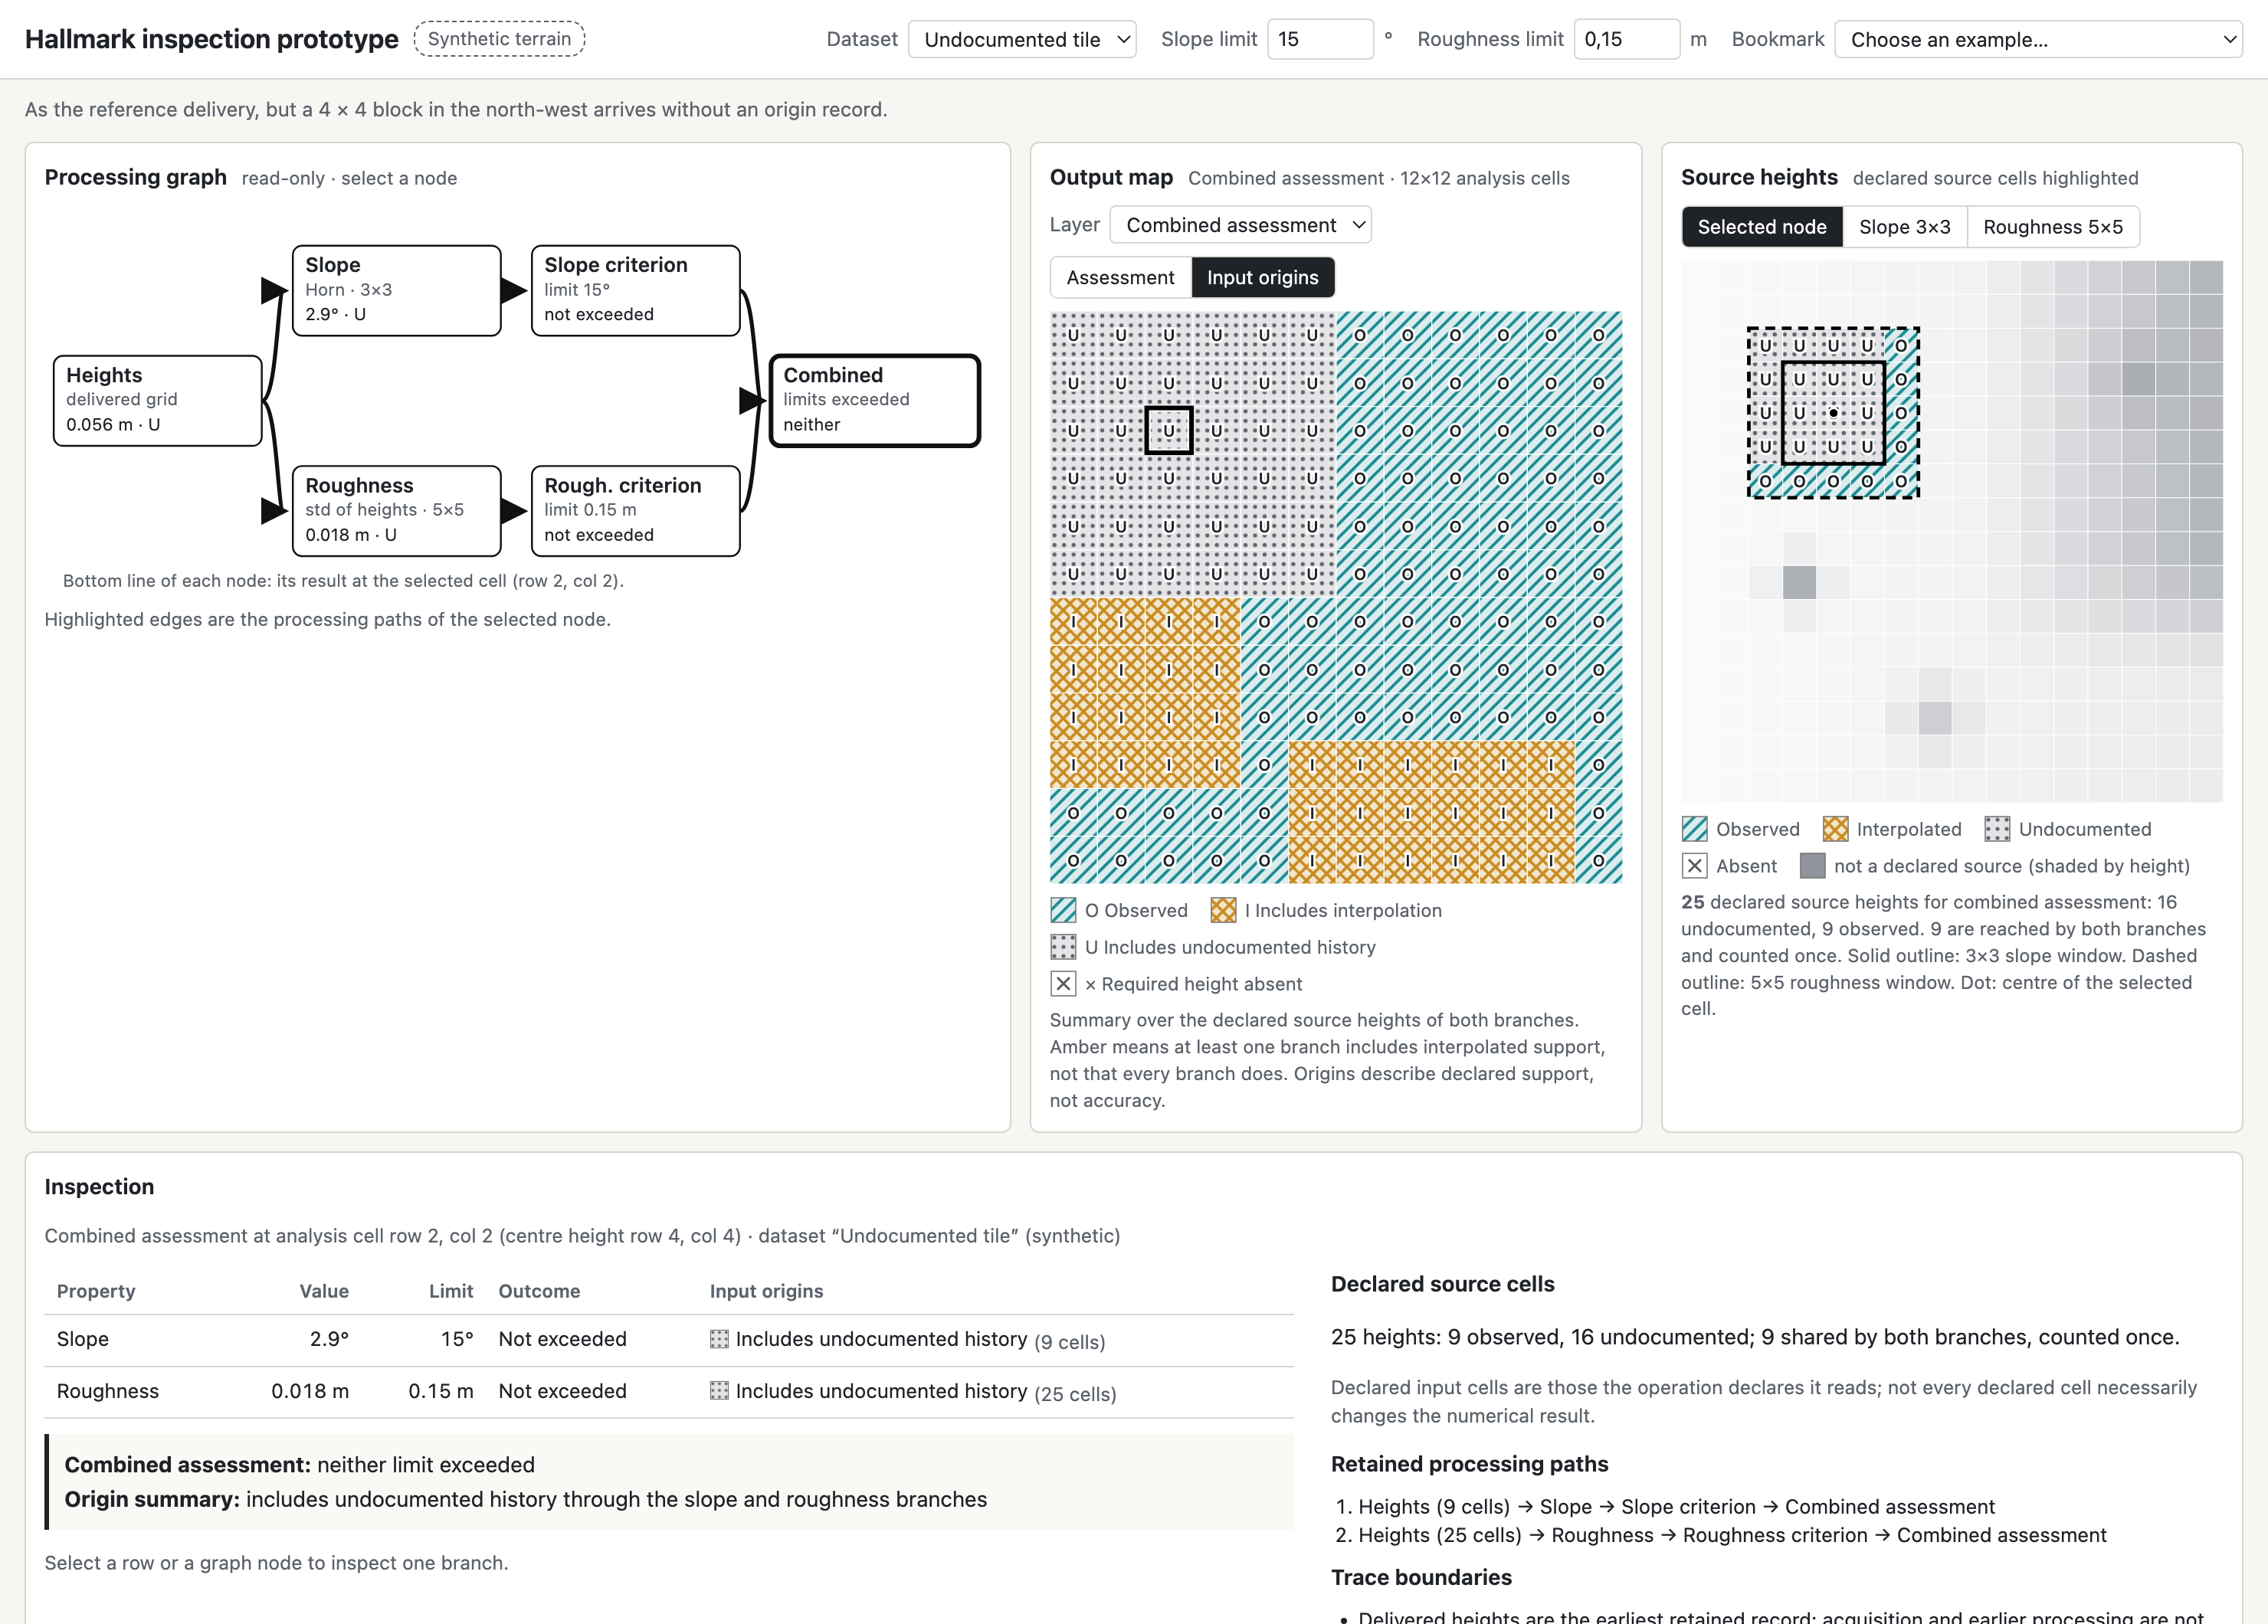 Hallmark inspection prototype Synthetic terrain Dataset Undocumented tile Slope limit 15 ° Roughness limit 0,15 m Bookmark Choose an example...
As the reference delivery, but a 4 × 4 block in the north-west arrives without an origin record.
Processing graph read-only · select a node
Slope
Horn · 3×3
2.9° · U
Slope criterion
limit 15°
not exceeded
Heights
delivered grid
0.056 m · U
Combined
limits exceeded
neither
Roughness
std of heights · 5×5
0.018 m · U
Rough. criterion
limit 0.15 m
not exceeded
Bottom line of each node: its result at the selected cell (row 2, col 2).
Highlighted edges are the processing paths of the selected node.
Output map Combined assessment · 12×12 analysis cells
Layer Combined assessment
Assessment Input origins
U U U U U U O O O O O O
U U U U U U O O O O O O
U U U U U U O O O O O O
U U U U U U O O O O O O
U U U U U U O O O O O O
U U U U U U O O O O O O
I I I I O O O O O O O O
I I I I O O O O O O O O
I I I I O O O O O O O O
I I I I O I I I I I I O
O O O O O I I I I I I O
O O O O O I I I I I I O
O Observed I Includes interpolation
U Includes undocumented history
× Required height absent
Summary over the declared source heights of both branches.
Amber means at least one branch includes interpolated support,
not that every branch does. Origins describe declared support,
not accuracy.
Source heights declared source cells highlighted
Selected node Slope 3×3 Roughness 5×5
U U U U O
U U U U O
U U U O
U U U U O
O O O O O
Observed Interpolated Undocumented
Absent not a declared source (shaded by height)
25 declared source heights for combined assessment: 16
undocumented, 9 observed. 9 are reached by both branches
and counted once. Solid outline: 3×3 slope window. Dashed
outline: 5×5 roughness window. Dot: centre of the selected
cell.
Inspection
Combined assessment at analysis cell row 2, col 2 (centre height row 4, col 4) · dataset “Undocumented tile” (synthetic)
Property Value Limit Outcome Input origins
Slope 2.9° 15° Not exceeded Includes undocumented history (9 cells)
Roughness 0.018 m 0.15 m Not exceeded Includes undocumented history (25 cells)
Combined assessment: neither limit exceeded
Origin summary: includes undocumented history through the slope and roughness branches
Select a row or a graph node to inspect one branch.
Declared source cells
25 heights: 9 observed, 16 undocumented; 9 shared by both branches, counted once.
Declared input cells are those the operation declares it reads; not every declared cell necessarily
changes the numerical result.
Retained processing paths
1. Heights (9 cells) → Slope → Slope criterion → Combined assessment
2. Heights (25 cells) → Roughness → Roughness criterion → Combined assessment
Trace boundaries
• Delivered heights are the earliest retained record; acquisition and earlier processing are not